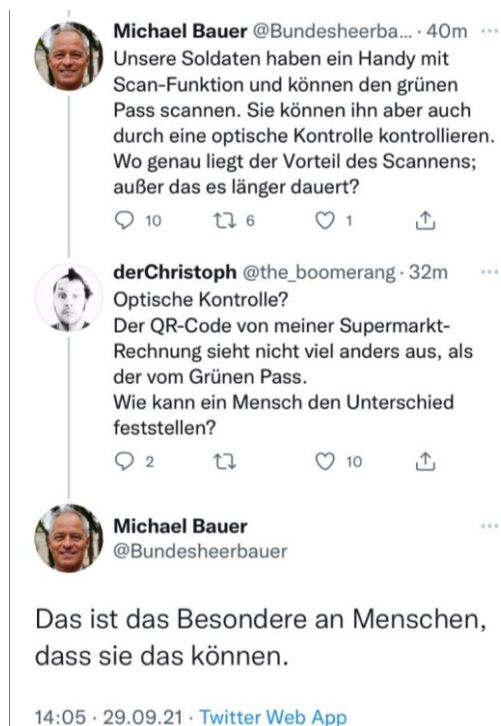 Michael Bauer @Bundesheerba... · 40m
Unsere Soldaten haben ein Handy mit
Scan-Funktion und können den grünen
Pass scannen. Sie können ihn aber auch
durch eine optische Kontrolle kontrollieren.
Wo genau liegt der Vorteil des Scannens;
außer das es länger dauert?
10 6 1
derChristoph @the_boomerang · 32m
Optische Kontrolle?
Der QR-Code von meiner Supermarkt-
Rechnung sieht nicht viel anders aus, als
der vom Grünen Pass.
Wie kann ein Mensch den Unterschied
feststellen?
2 10
Michael Bauer
@Bundesheerbauer
Das ist das Besondere an Menschen,
dass sie das können.
14:05 · 29.09.21 · Twitter Web App